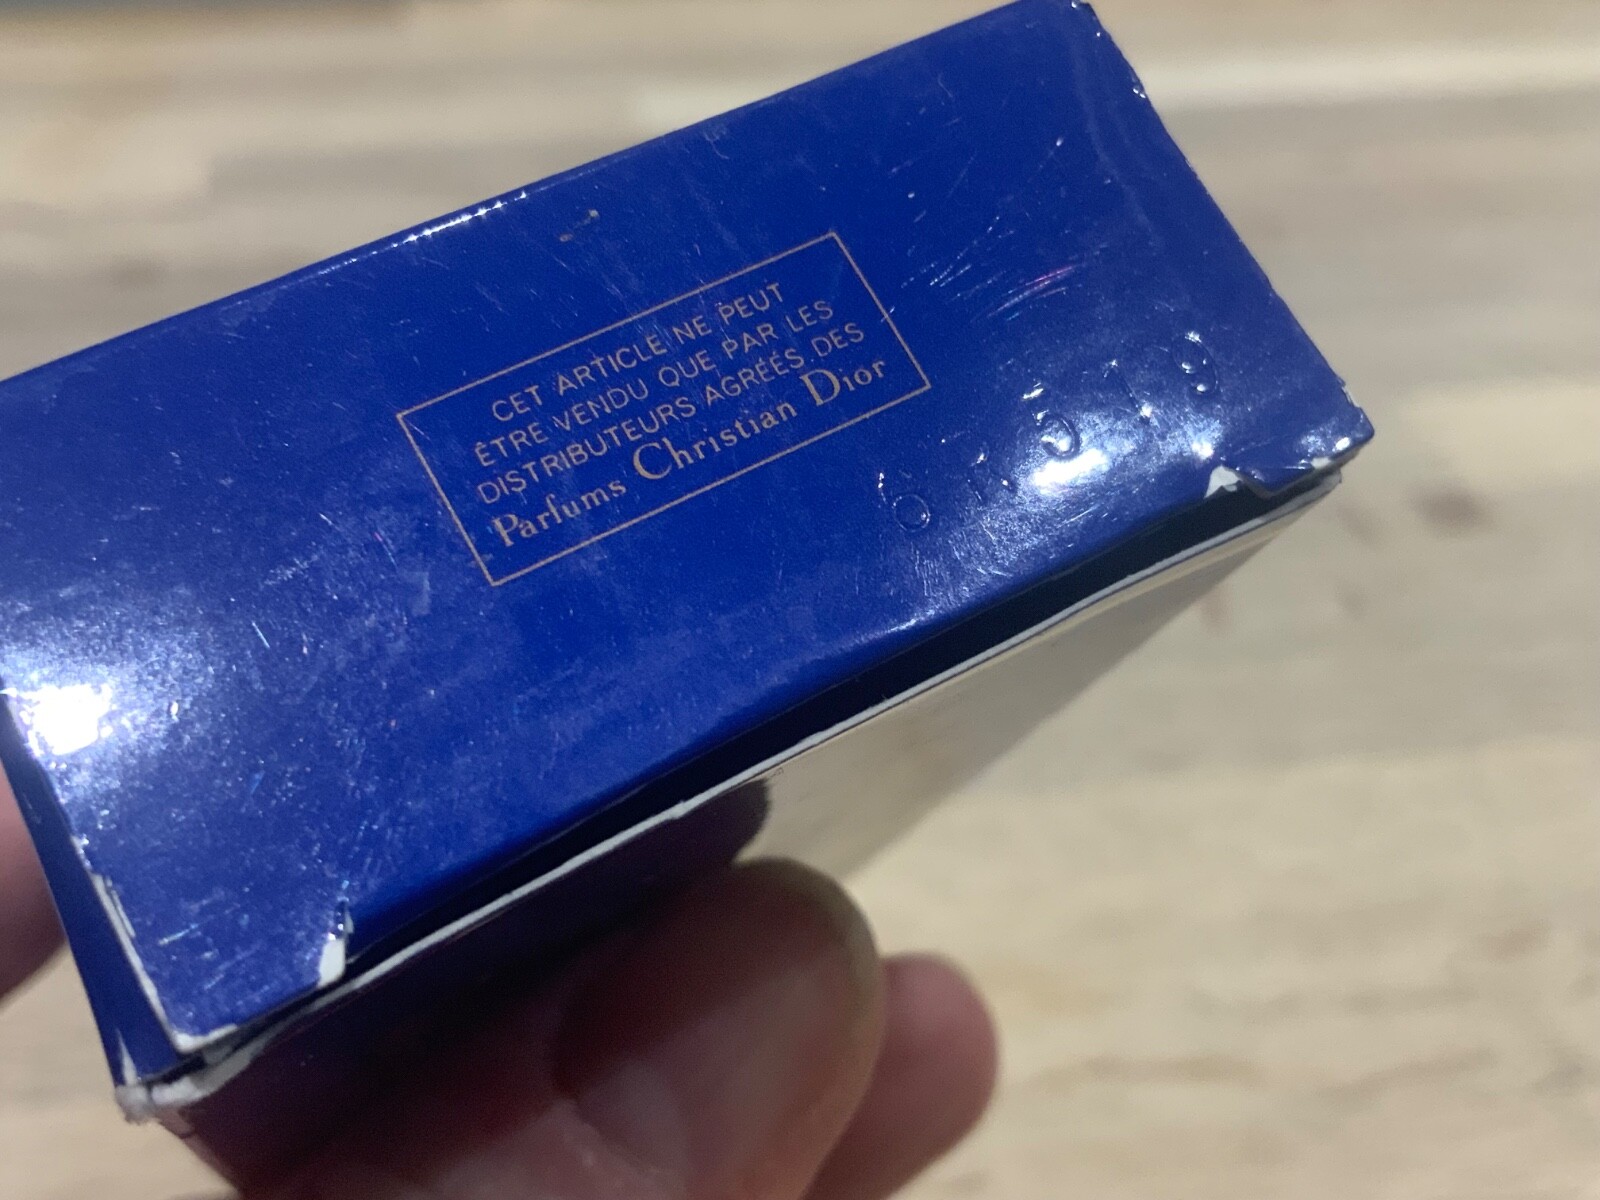 CET ARTICLE NE PEUT
ÊTRE VENDU QUE PAR LES
DISTRIBUTEURS AGRÉÉS DES
Parfums Christian Dior